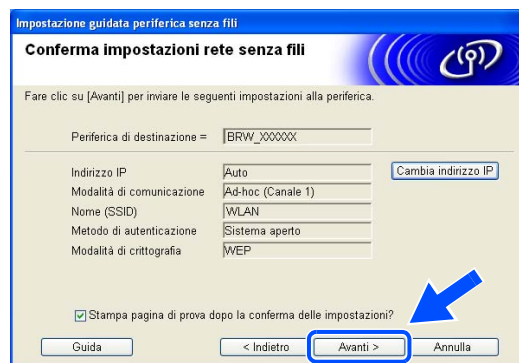 Impostazione guidata periferica senza fili
Conferma impostazioni rete senza fili
Fare clic su [Avanti] per inviare le seguenti impostazioni alla periferica.
Periferica di destinazione = BRW_XXXXXX
Indirizzo IP Auto Cambia indirizzo IP
Modalità di comunicazione Ad-hoc (Canale 1)
Nome (SSID) WLAN
Metodo di autenticazione Sistema aperto
Modalità di crittografia WEP
Stampa pagina di prova dopo la conferma delle impostazioni?
Guida < Indietro Avanti > Annulla